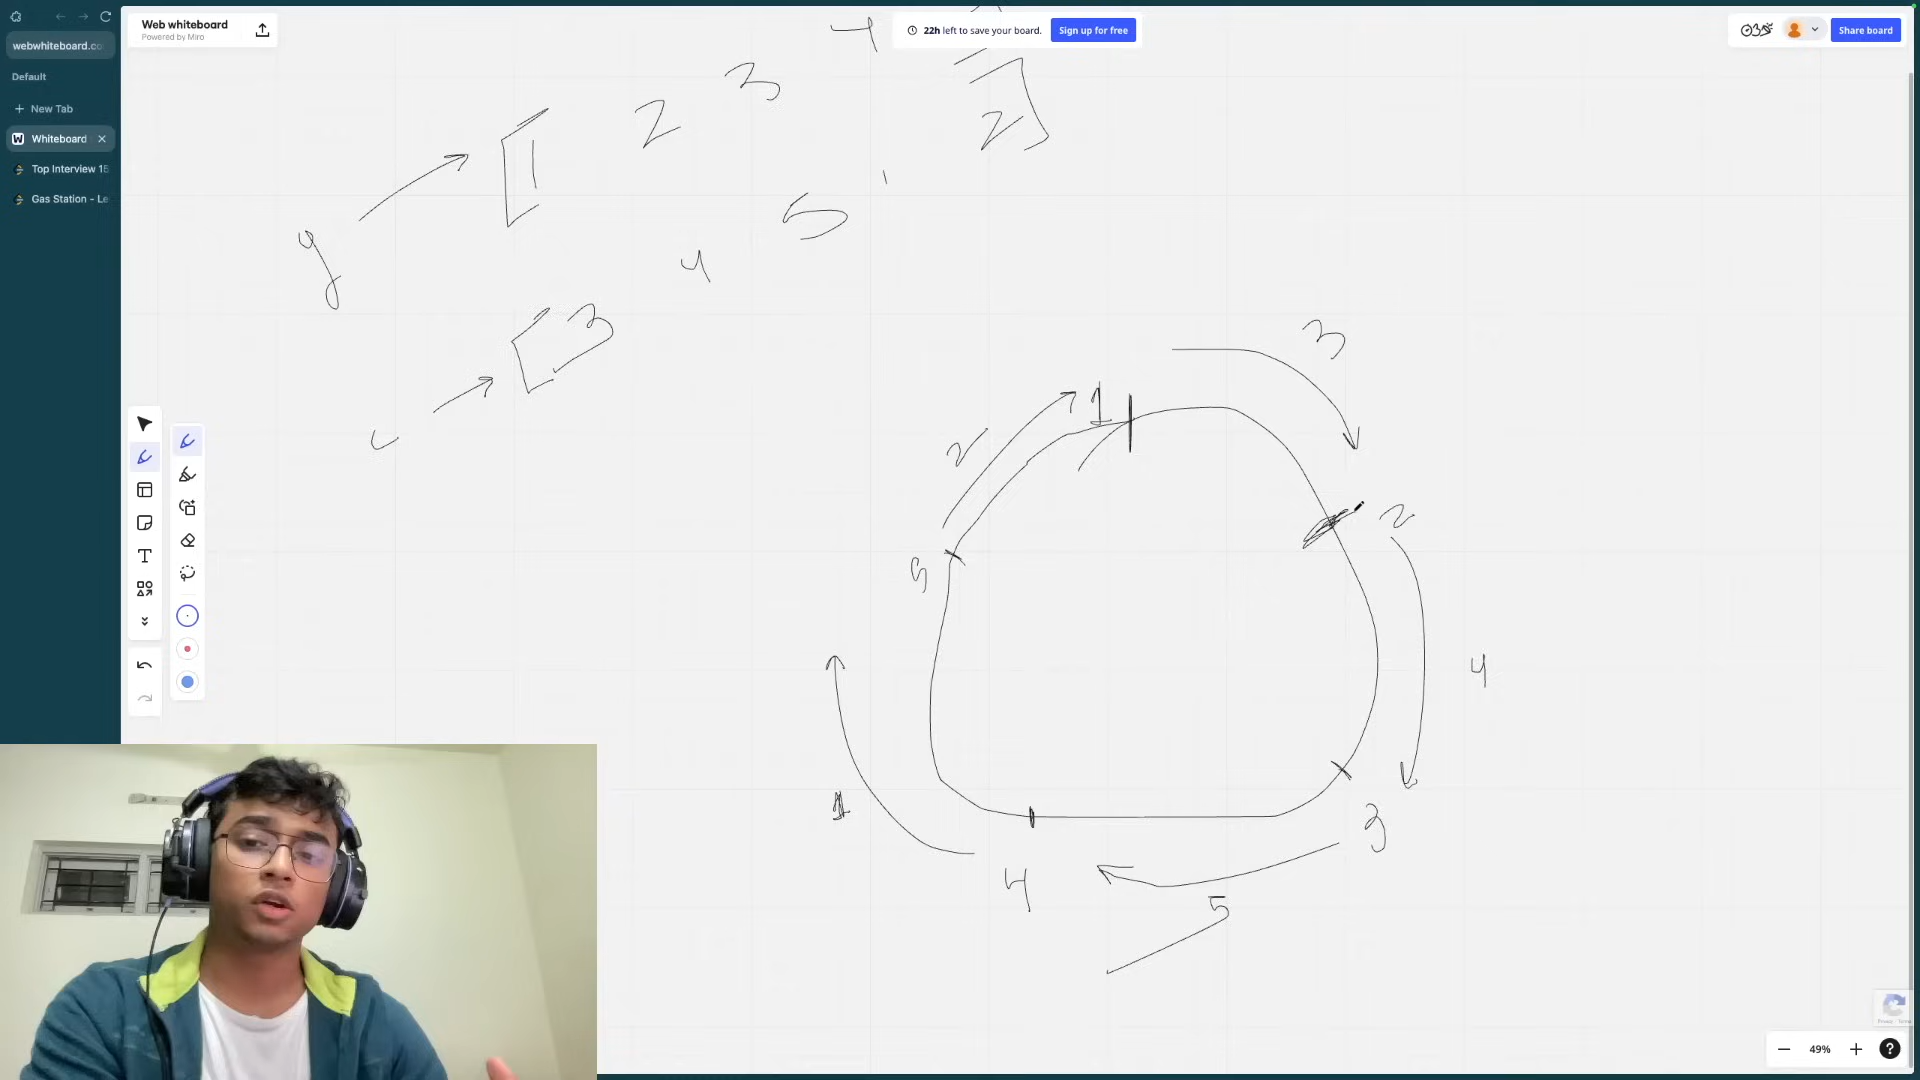 Web whiteboard
Powered by Miro
22h left to save your board.
Sign up for free
Share board
webwhiteboard.co
Default
New Tab
Whiteboard
Top Interview 15
Gas Station - Le
g
[1 2 3 4
2]
c
[3 4 5 1
3
1
2
2
5
4
1
3
4
5
49%